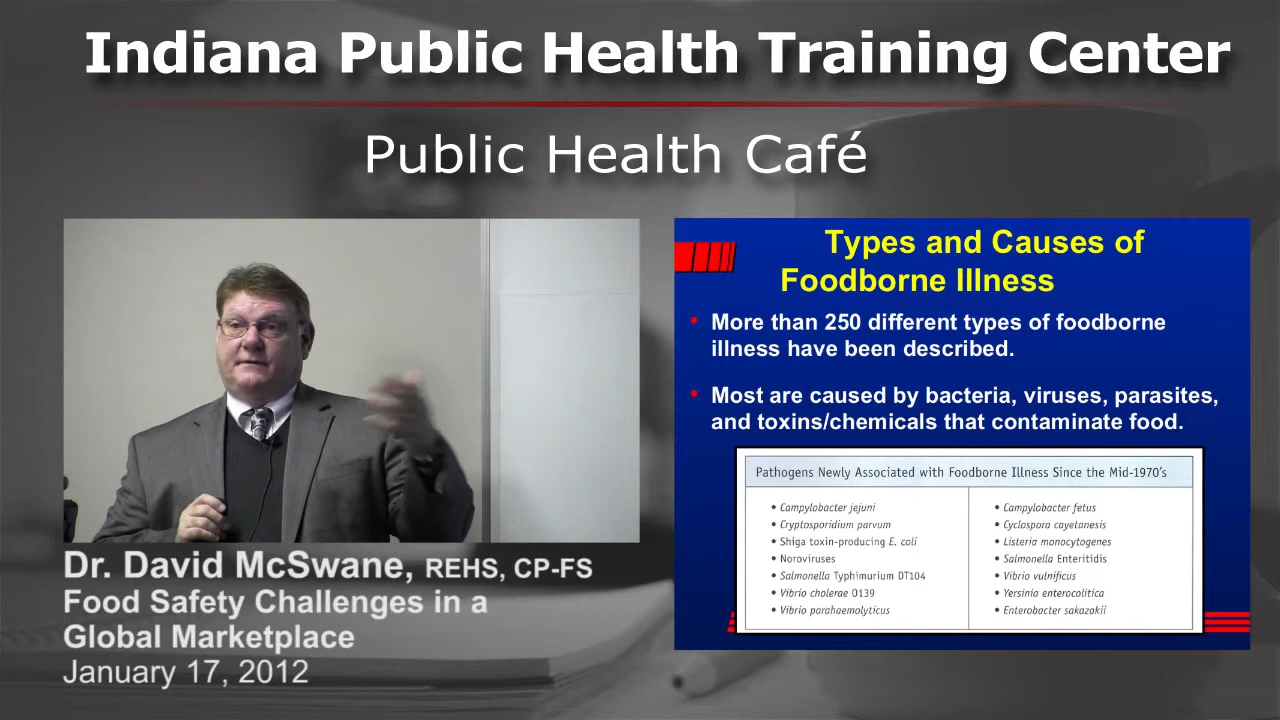 Indiana Public Health Training Center
Public Health Café
Types and Causes of
Foodborne Illness
• More than 250 different types of foodborne
illness have been described.
• Most are caused by bacteria, viruses, parasites,
and toxins/chemicals that contaminate food.
Pathogens Newly Associated with Foodborne Illness Since the Mid-1970's
• Campylobacter jejuni
• Cryptosporidium parvum
• Shiga toxin-producing E. coli
• Noroviruses
• Salmonella Typhimurium DT104
• Vibrio cholerae O139
• Vibrio parahaemolyticus
• Campylobacter fetus
• Cyclospora cayetanesis
• Listeria monocytogenes
• Salmonella Enteritidis
• Vibrio vulnificus
• Yersinia enterocolitica
• Enterobacter sakazakii
Dr. David McSwane, REHS, CP-FS
Food Safety Challenges in a
Global Marketplace
January 17, 2012